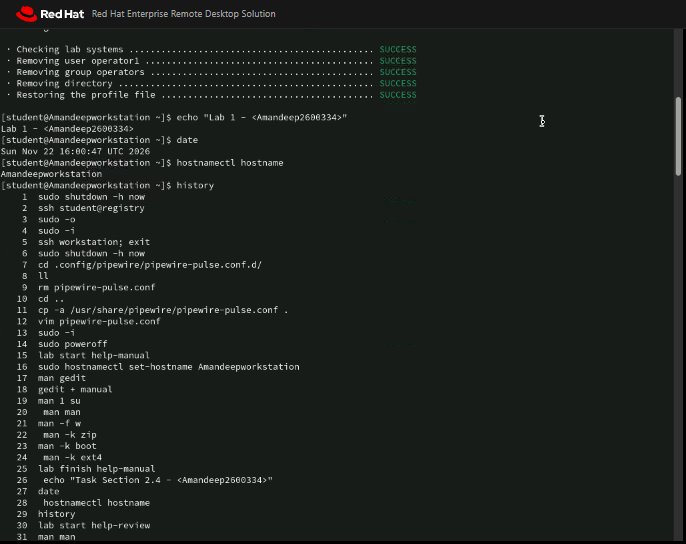 Red Hat Red Hat Enterprise Remote Desktop Solution
· Checking lab systems ........................................... SUCCESS
· Removing user operator1 ........................................ SUCCESS
· Removing group operators ....................................... SUCCESS
· Removing directory ............................................. SUCCESS
· Restoring the profile file ..................................... SUCCESS
[student@Amandeepworkstation ~]$ echo "Lab 1 - <Amandeep2600334>"
Lab 1 - <Amandeep2600334>
[student@Amandeepworkstation ~]$ date
Sun Nov 22 16:00:47 UTC 2026
[student@Amandeepworkstation ~]$ hostnamectl hostname
Amandeepworkstation
[student@Amandeepworkstation ~]$ history
1 sudo shutdown -h now
2 ssh student@registry
3 sudo -o
4 sudo -i
5 ssh workstation; exit
6 sudo shutdown -h now
7 cd .config/pipewire/pipewire-pulse.conf.d/
8 ll
9 rm pipewire-pulse.conf
10 cd ..
11 cp -a /usr/share/pipewire/pipewire-pulse.conf .
12 vim pipewire-pulse.conf
13 sudo -i
14 sudo poweroff
15 lab start help-manual
16 sudo hostnamectl set-hostname Amandeepworkstation
17 man gedit
18 gedit + manual
19 man 1 su
20 man man
21 man -f w
22 man -k zip
23 man -k boot
24 man -k ext4
25 lab finish help-manual
26 echo "Task Section 2.4 - <Amandeep2600334>"
27 date
28 hostnamectl hostname
29 history
30 lab start help-review
31 man man